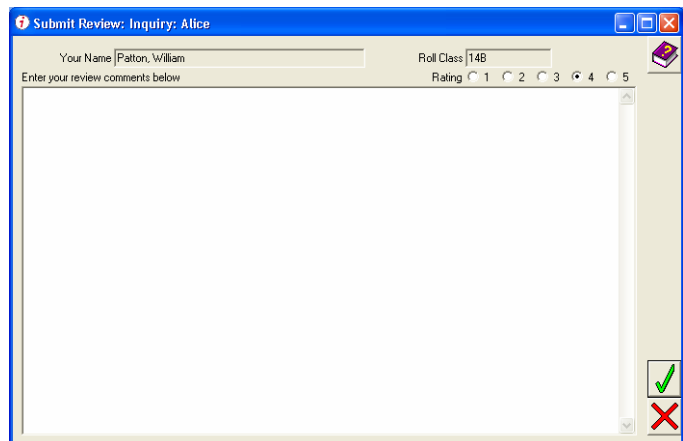 Submit Review: Inquiry: Alice
Your Name Patton, William Roll Class 14B
Enter your review comments below Rating 1 2 3 4 5